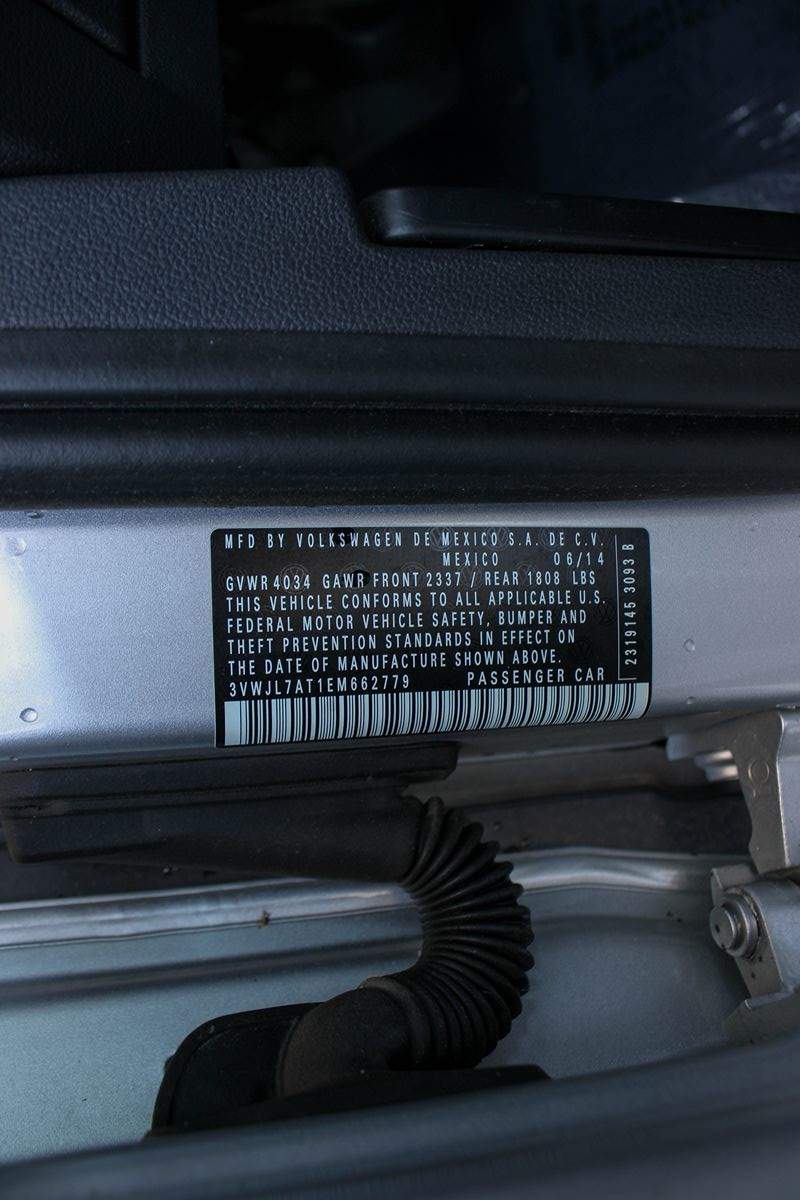 MFD BY VOLKSWAGEN DE MEXICO S.A. DE C.V.
MEXICO 06/14
GVWR 4034 GAWR FRONT 2337 / REAR 1808 LBS
THIS VEHICLE CONFORMS TO ALL APPLICABLE U.S.
FEDERAL MOTOR VEHICLE SAFETY, BUMPER AND
THEFT PREVENTION STANDARDS IN EFFECT ON
THE DATE OF MANUFACTURE SHOWN ABOVE.
3VWJL7AT1EM662779 PASSENGER CAR
2319145 3093 B